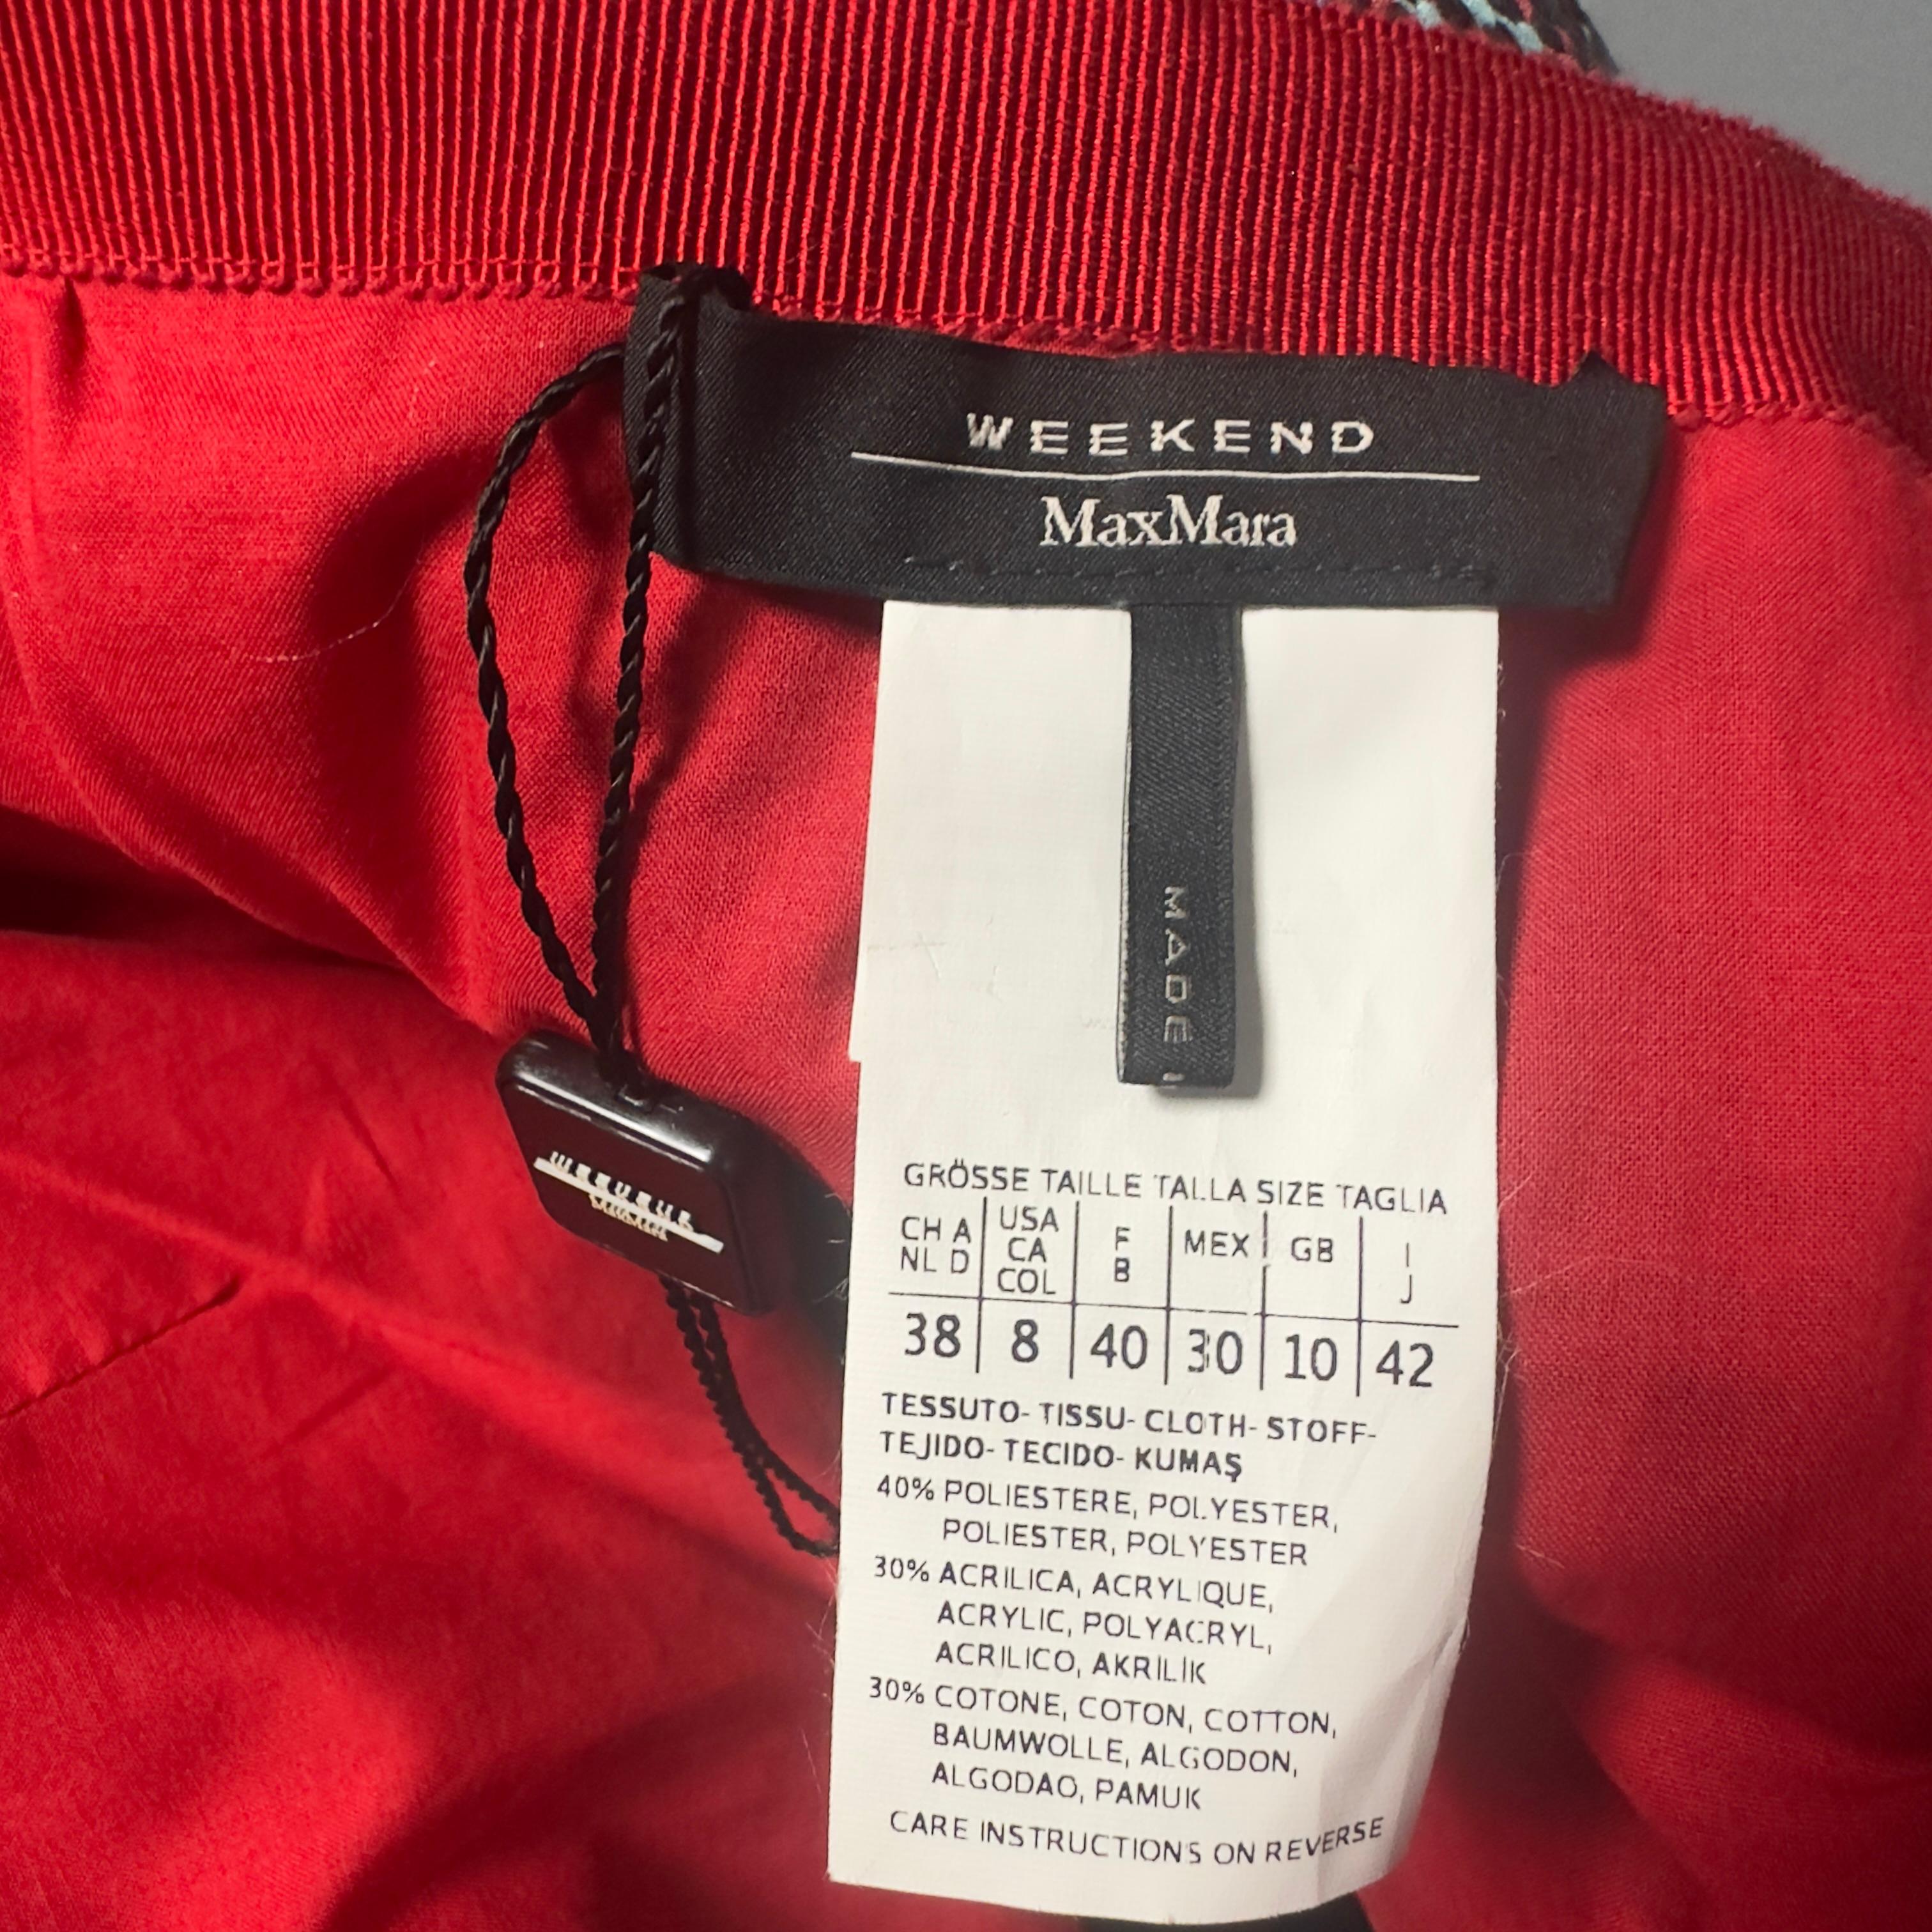 WEEKEND
MaxMara
MADE
GRÖSSE TAILLE TALLA SIZE TAGLIA
CH A NL D | USA CA COL | F B | MEX | GB | I J
38 | 8 | 40 | 30 | 10 | 42
TESSUTO- TISSU- CLOTH- STOFF-
TEJIDO- TECIDO- KUMAŞ
40% POLIESTERE, POLYESTER,
POLIESTER, POLYESTER
30% ACRILICA, ACRYLIQUE,
ACRYLIC, POLYACRYL,
ACRILICO, AKRILIK
30% COTONE, COTON, COTTON,
BAUMWOLLE, ALGODON,
ALGODAO, PAMUK
CARE INSTRUCTIONS ON REVERSE